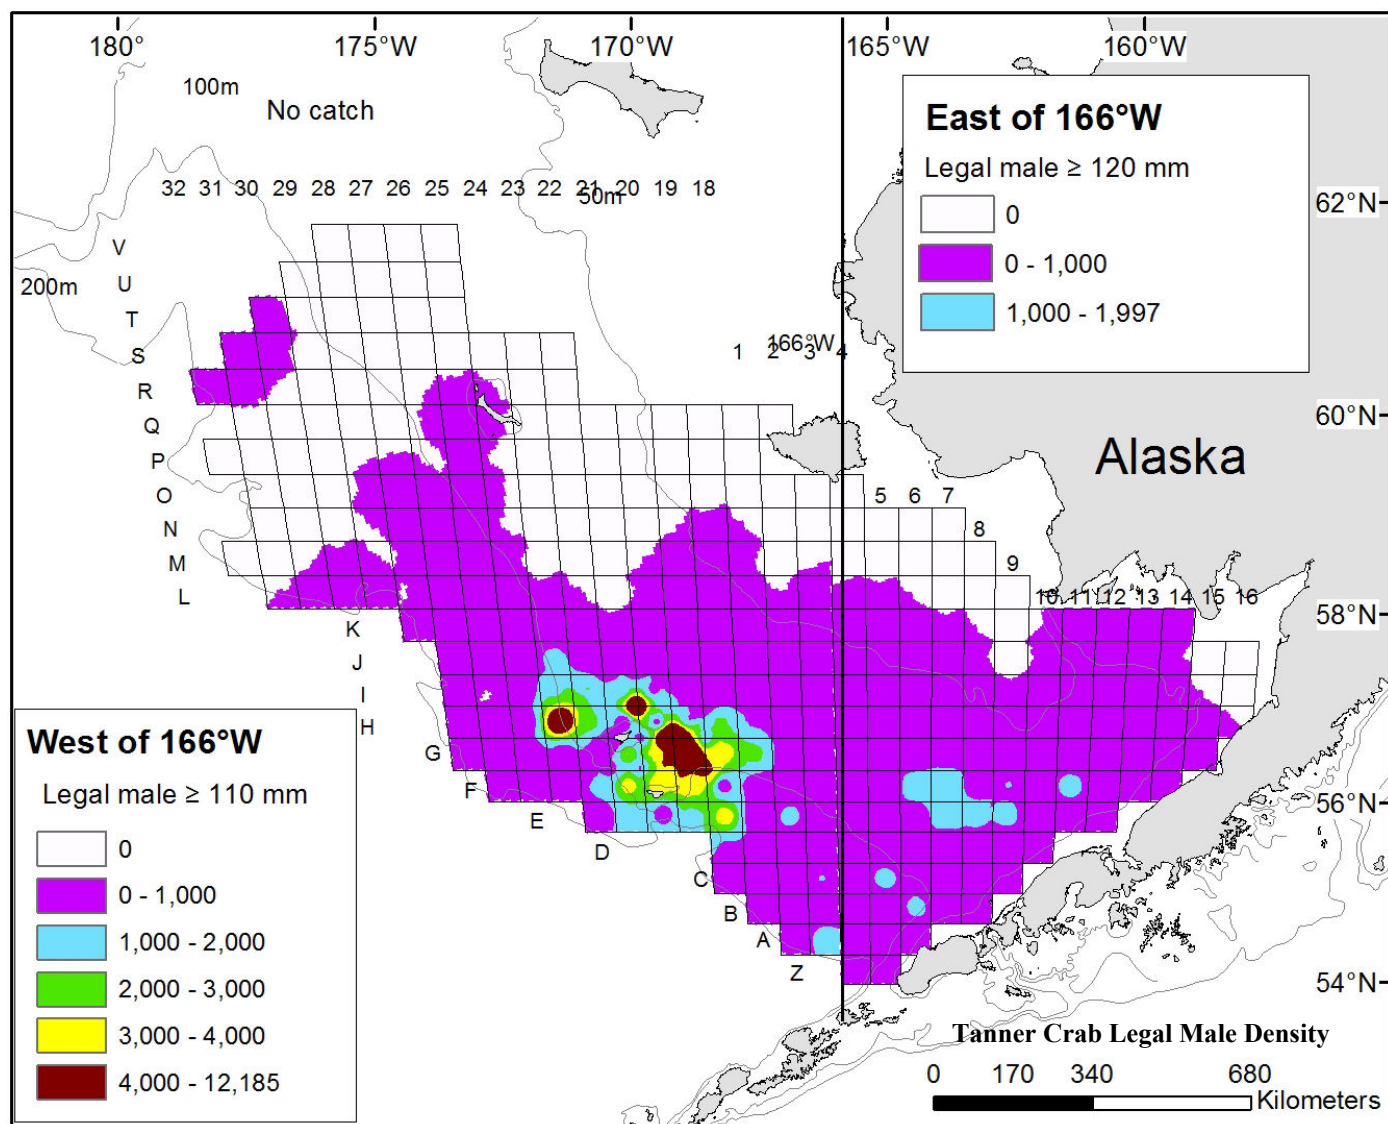 180° 175°W 170°W 165°W 160°W
100m
No catch
32 31 30 29 28 27 26 25 24 23 22 21 20 19 18
50m
V
200m
U
T
S
R
Q
P
O
N
M
L
K
J
I
H
G
F
E
D
C
B
A
Z
166°W
1 2 3 4
5 6 7
8
9
10 11 12 13 14 15 16
Alaska
62°N
60°N
58°N
56°N
54°N
East of 166°W
Legal male ≥ 120 mm
0
0 - 1,000
1,000 - 1,997
West of 166°W
Legal male ≥ 110 mm
0
0 - 1,000
1,000 - 2,000
2,000 - 3,000
3,000 - 4,000
4,000 - 12,185
Tanner Crab Legal Male Density
0 170 340 680
Kilometers